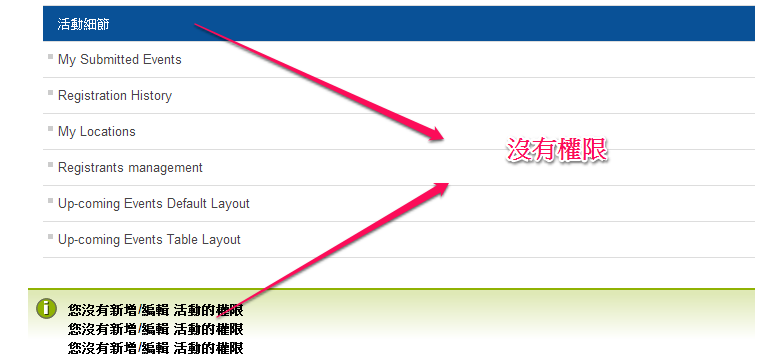 活動細節
My Submitted Events
Registration History
My Locations
沒有權限
Registrants management
Up-coming Events Default Layout
Up-coming Events Table Layout
您沒有新增/編輯 活動的權限
您沒有新增/編輯 活動的權限
您沒有新增/編輯 活動的權限